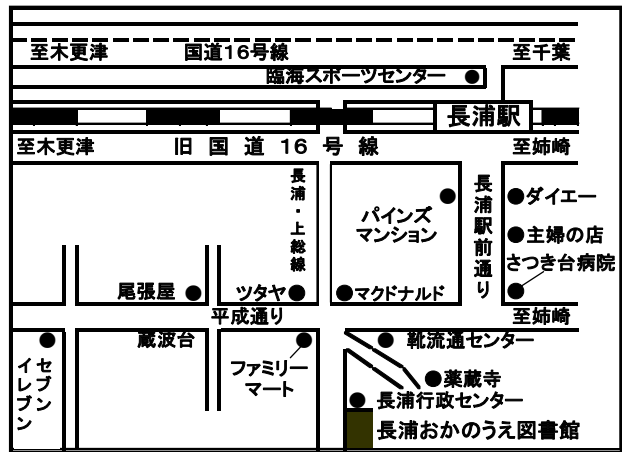 至木更津 国道16号線 至千葉
臨海スポーツセンター
長浦駅
至木更津 旧国道16号線 至姉崎
長浦・上総線
長浦駅前通り
パインズ
マンション
ダイエー
主婦の店
さつき台病院
尾張屋
ツタヤ
マクドナルド
平成通り
至姉崎
蔵波台
セブン
イレブン
ファミリー
マート
靴流通センター
薬蔵寺
長浦行政センター
長浦おかのうえ図書館